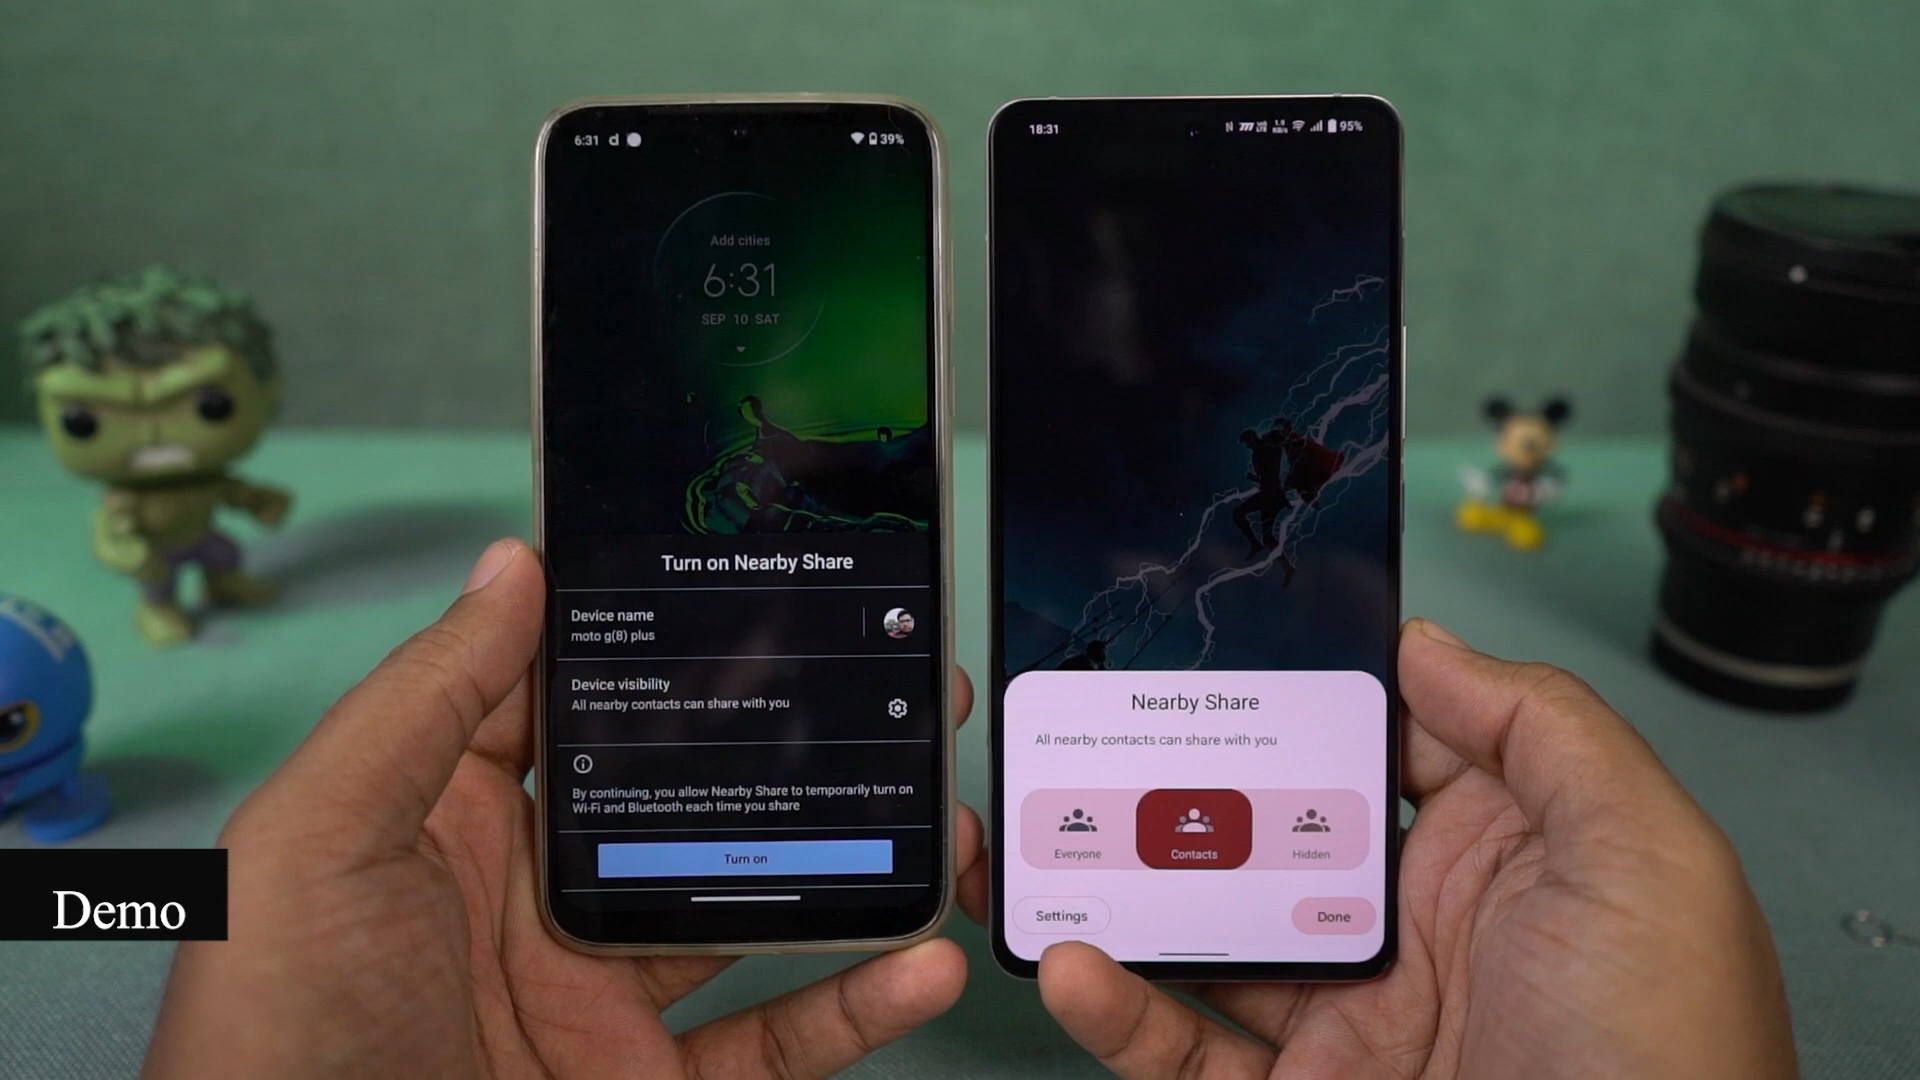 6:31
39%
Add cities
6:31
SEP 10 SAT
Turn on Nearby Share
Device name
moto g(8) plus
Device visibility
All nearby contacts can share with you
By continuing, you allow Nearby Share to temporarily turn on
Wi-Fi and Bluetooth each time you share
Turn on
18:31
95%
Nearby Share
All nearby contacts can share with you
Everyone
Contacts
Hidden
Settings
Done
Demo